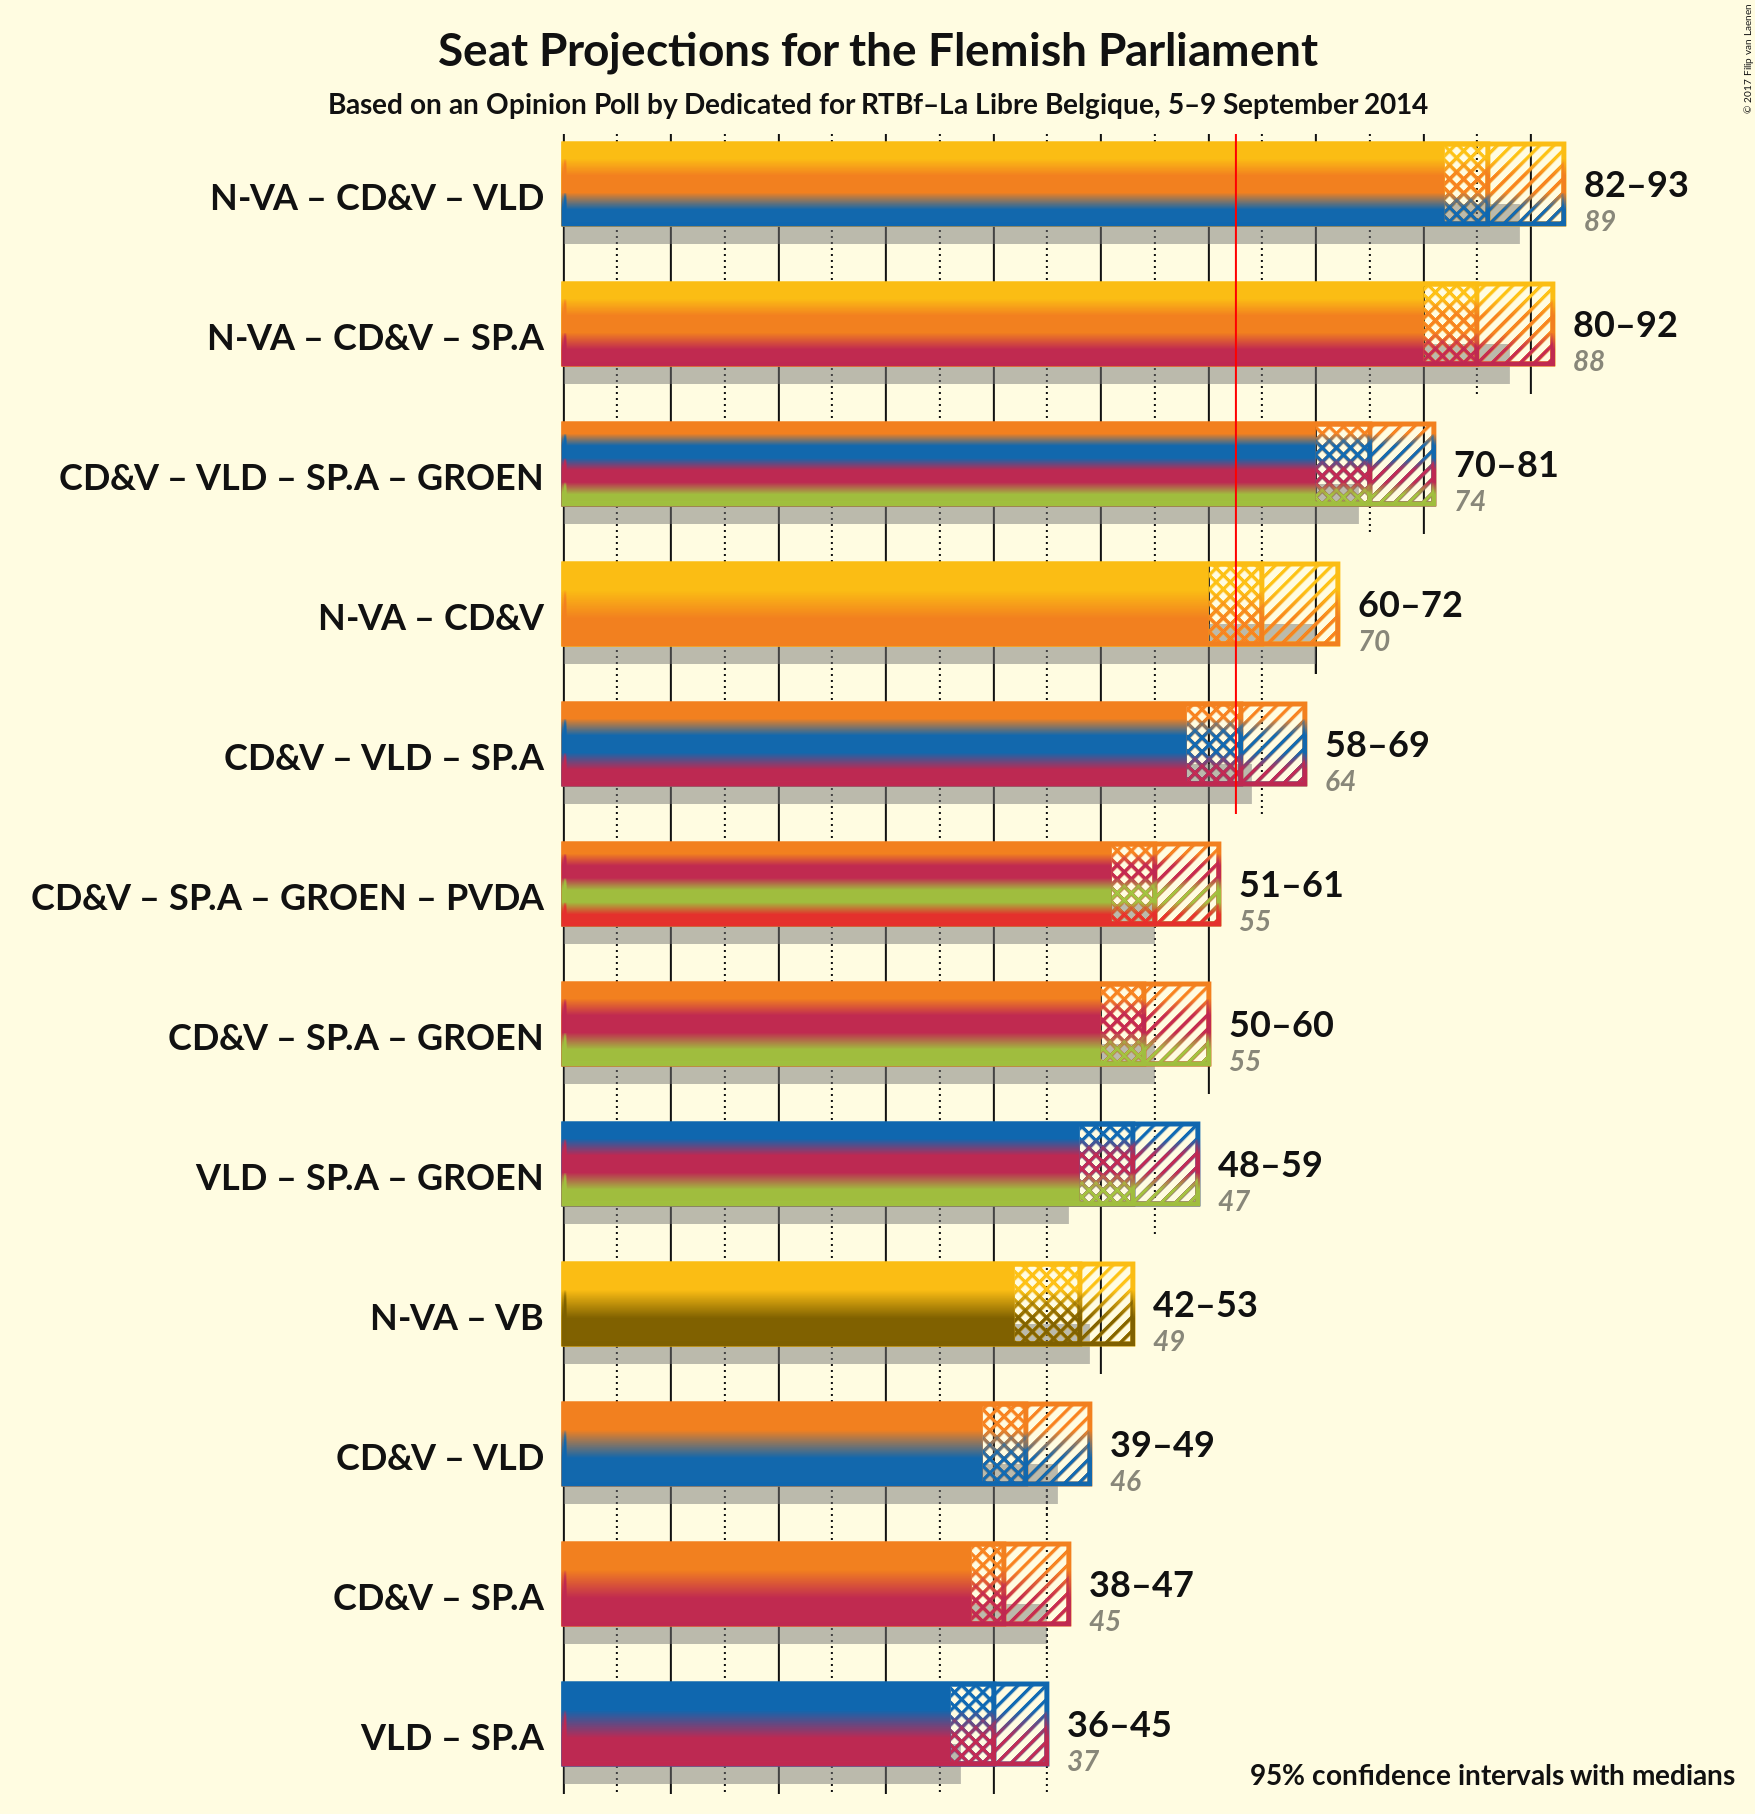 Seat Projections for the Flemish Parliament
Based on an Opinion Poll by Dedicated for RTBf–La Libre Belgique, 5–9 September 2014
© 2017 Filip van Laenen
N-VA – CD&V – VLD
82–93
89
N-VA – CD&V – SP.A
80–92
88
CD&V – VLD – SP.A – GROEN
70–81
74
N-VA – CD&V
60–72
70
CD&V – VLD – SP.A
58–69
64
CD&V – SP.A – GROEN – PVDA
51–61
55
CD&V – SP.A – GROEN
50–60
55
VLD – SP.A – GROEN
48–59
47
N-VA – VB
42–53
49
CD&V – VLD
39–49
46
CD&V – SP.A
38–47
45
VLD – SP.A
36–45
37
95% confidence intervals with medians